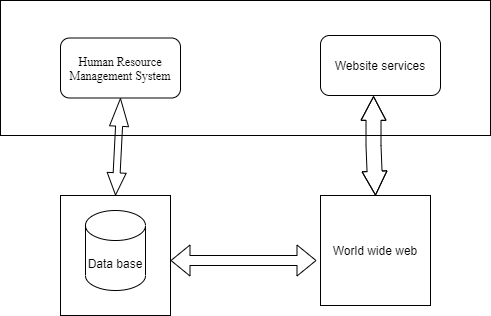 Human Resource
Management System
Website services
Data base
World wide web